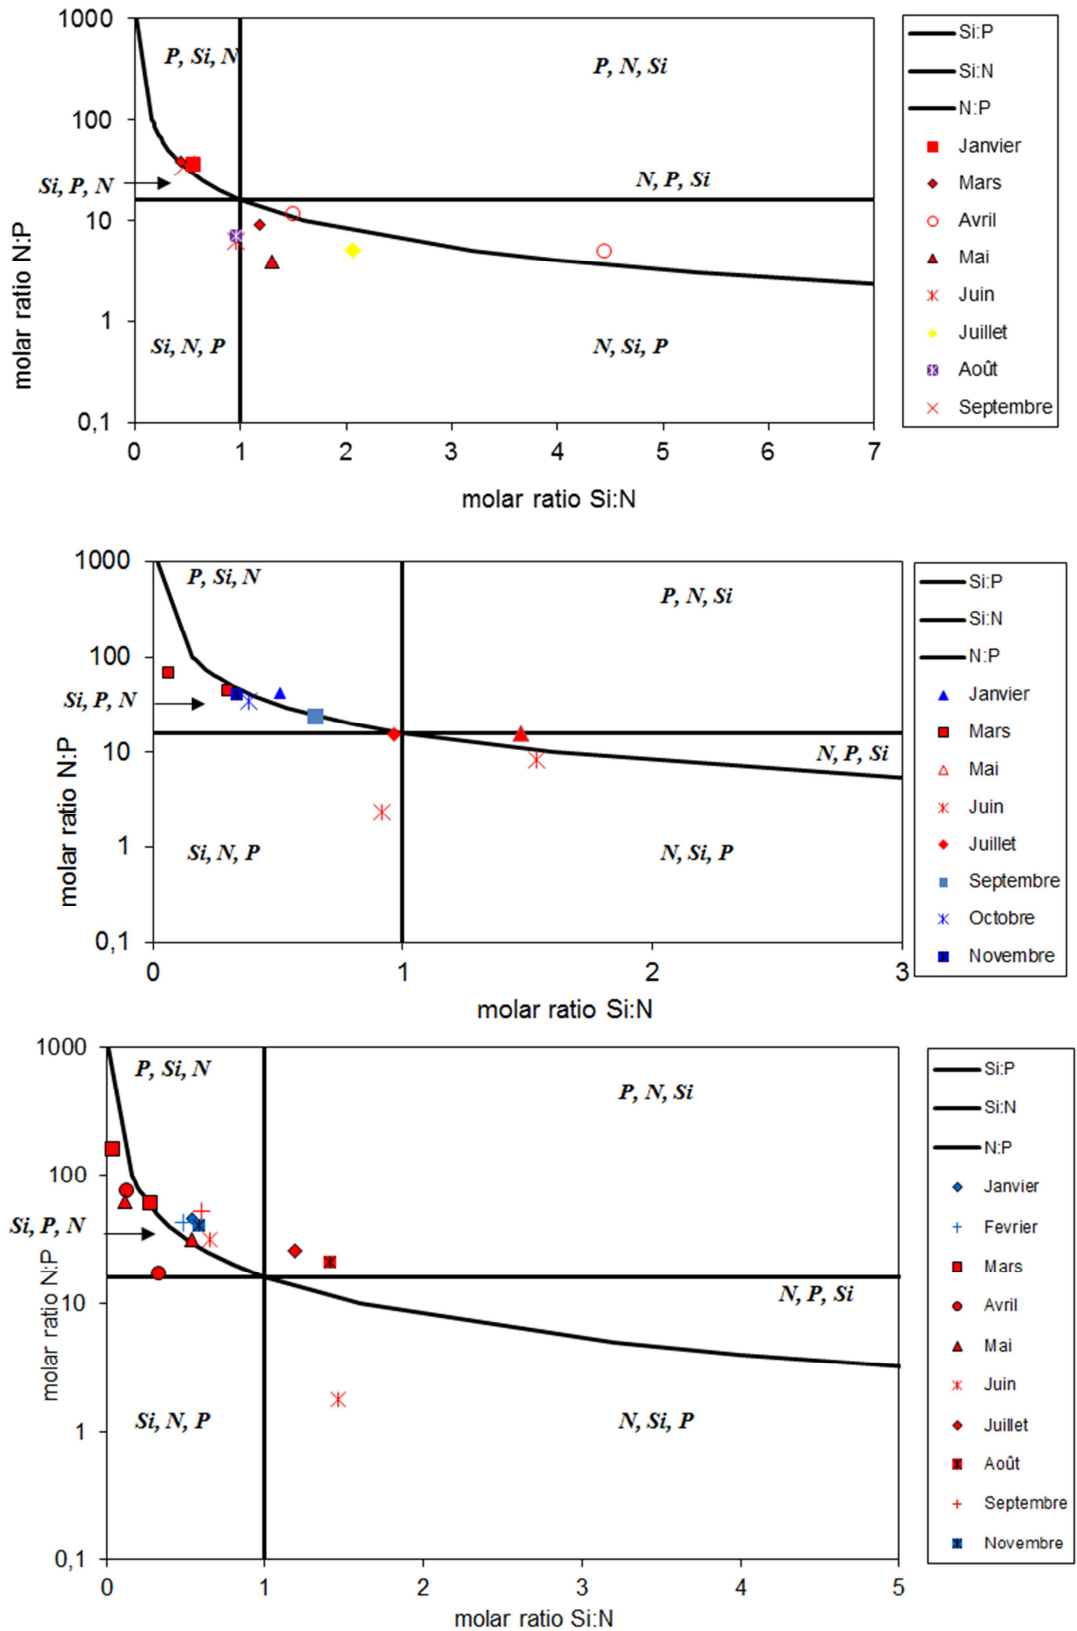 1000
100
10
1
0,1
0 1 2 3 4 5 6 7
molar ratio N:P
molar ratio Si:N
P, Si, N
P, N, Si
Si, P, N
N, P, Si
Si, N, P
N, Si, P
Si:P
Si:N
N:P
Janvier
Mars
Avril
Mai
Juin
Juillet
Août
Septembre
1000
100
10
1
0,1
0 1 2 3
molar ratio N:P
molar ratio Si:N
P, Si, N
P, N, Si
Si, P, N
N, P, Si
Si, N, P
N, Si, P
Si:P
Si:N
N:P
Janvier
Mars
Mai
Juin
Juillet
Septembre
Octobre
Novembre
1000
100
10
1
0,1
0 1 2 3 4 5
molar ratio N:P
molar ratio Si:N
P, Si, N
P, N, Si
Si, P, N
N, P, Si
Si, N, P
N, Si, P
Si:P
Si:N
N:P
Janvier
Fevrier
Mars
Avril
Mai
Juin
Juillet
Août
Septembre
Novembre